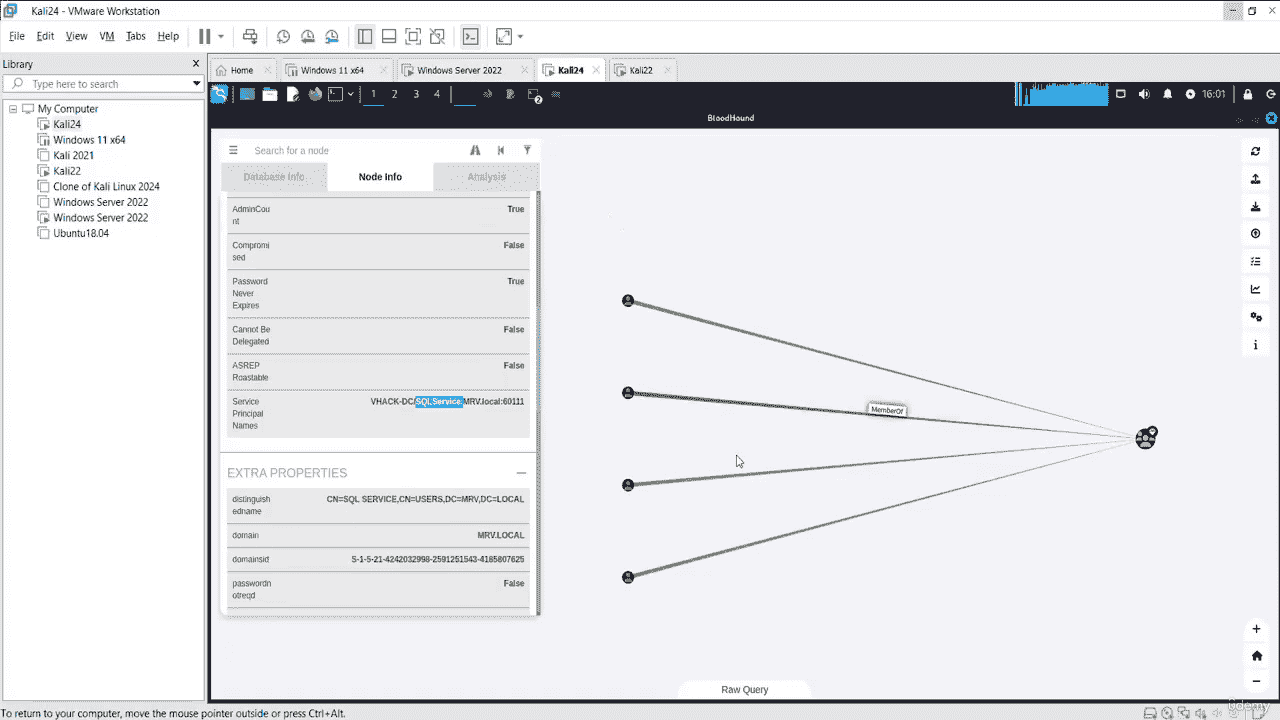 Kali24 - VMware Workstation
File Edit View VM Tabs Help
Library
Type here to search
My Computer
Kali24
Windows 11 x64
Kali 2021
Kali22
Clone of Kali Linux 2024
Windows Server 2022
Windows Server 2022
Ubuntu18.04
Home
Windows 11 x64
Windows Server 2022
Kali24
Kali22
1 2 3 4
2
16:01
BloodHound
Search for a node
Database Info
Node Info
Analysis
AdminCou
nt
True
Compromi
sed
False
Password
Never
Expires
True
Cannot Be
Delegated
False
ASREP
Roastable
False
Service
Principal
Names
VHACK-DC/SQLService.MRV.local:60111
EXTRA PROPERTIES
distinguish
edname
CN=SQL SERVICE,CN=USERS,DC=MRV,DC=LOCAL
domain
MRV.LOCAL
domainsid
S-1-5-21-4242032998-2591251543-4185807625
passwordn
otreqd
False
MemberOf
Raw Query
To return to your computer, move the mouse pointer outside or press Ctrl+Alt.
Udemy